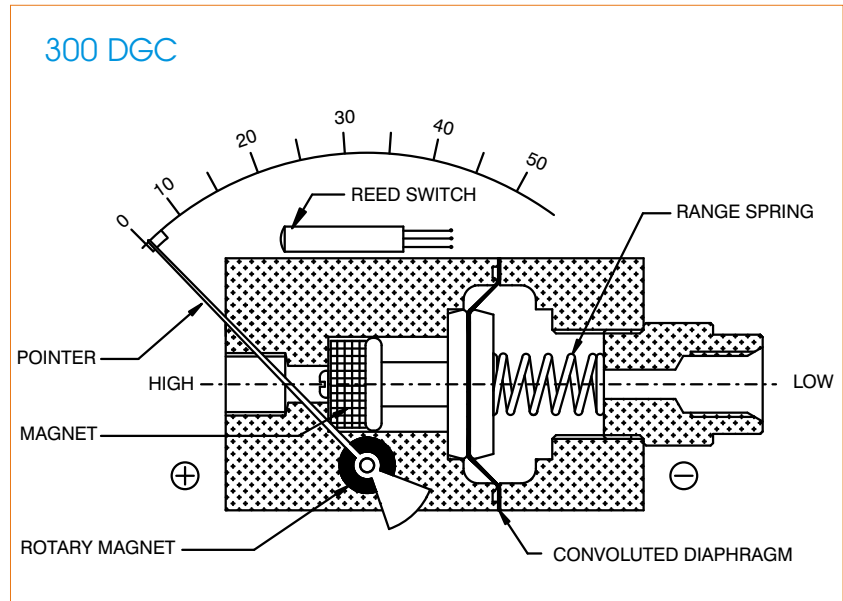 300 DGC
0
10
20
30
40
50
REED SWITCH
RANGE SPRING
POINTER
HIGH
LOW
MAGNET
+
−
ROTARY MAGNET
CONVOLUTED DIAPHRAGM